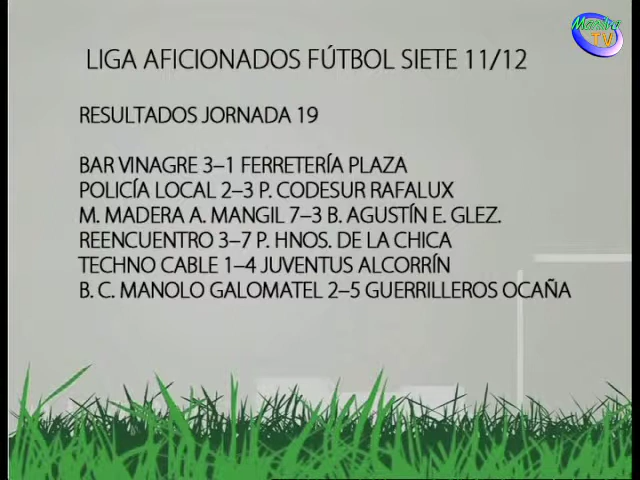 LIGA AFICIONADOS FÚTBOL SIETE 11/12
RESULTADOS JORNADA 19
BAR VINAGRE 3–1 FERRETERÍA PLAZA
POLICÍA LOCAL 2–3 P. CODESUR RAFALUX
M. MADERA A. MANGIL 7–3 B. AGUSTÍN E. GLEZ.
REENCUENTRO 3–7 P. HNOS. DE LA CHICA
TECHNO CABLE 1–4 JUVENTUS ALCORRÍN
B. C. MANOLO GALOMATEL 2–5 GUERRILLEROS OCAÑA
TV